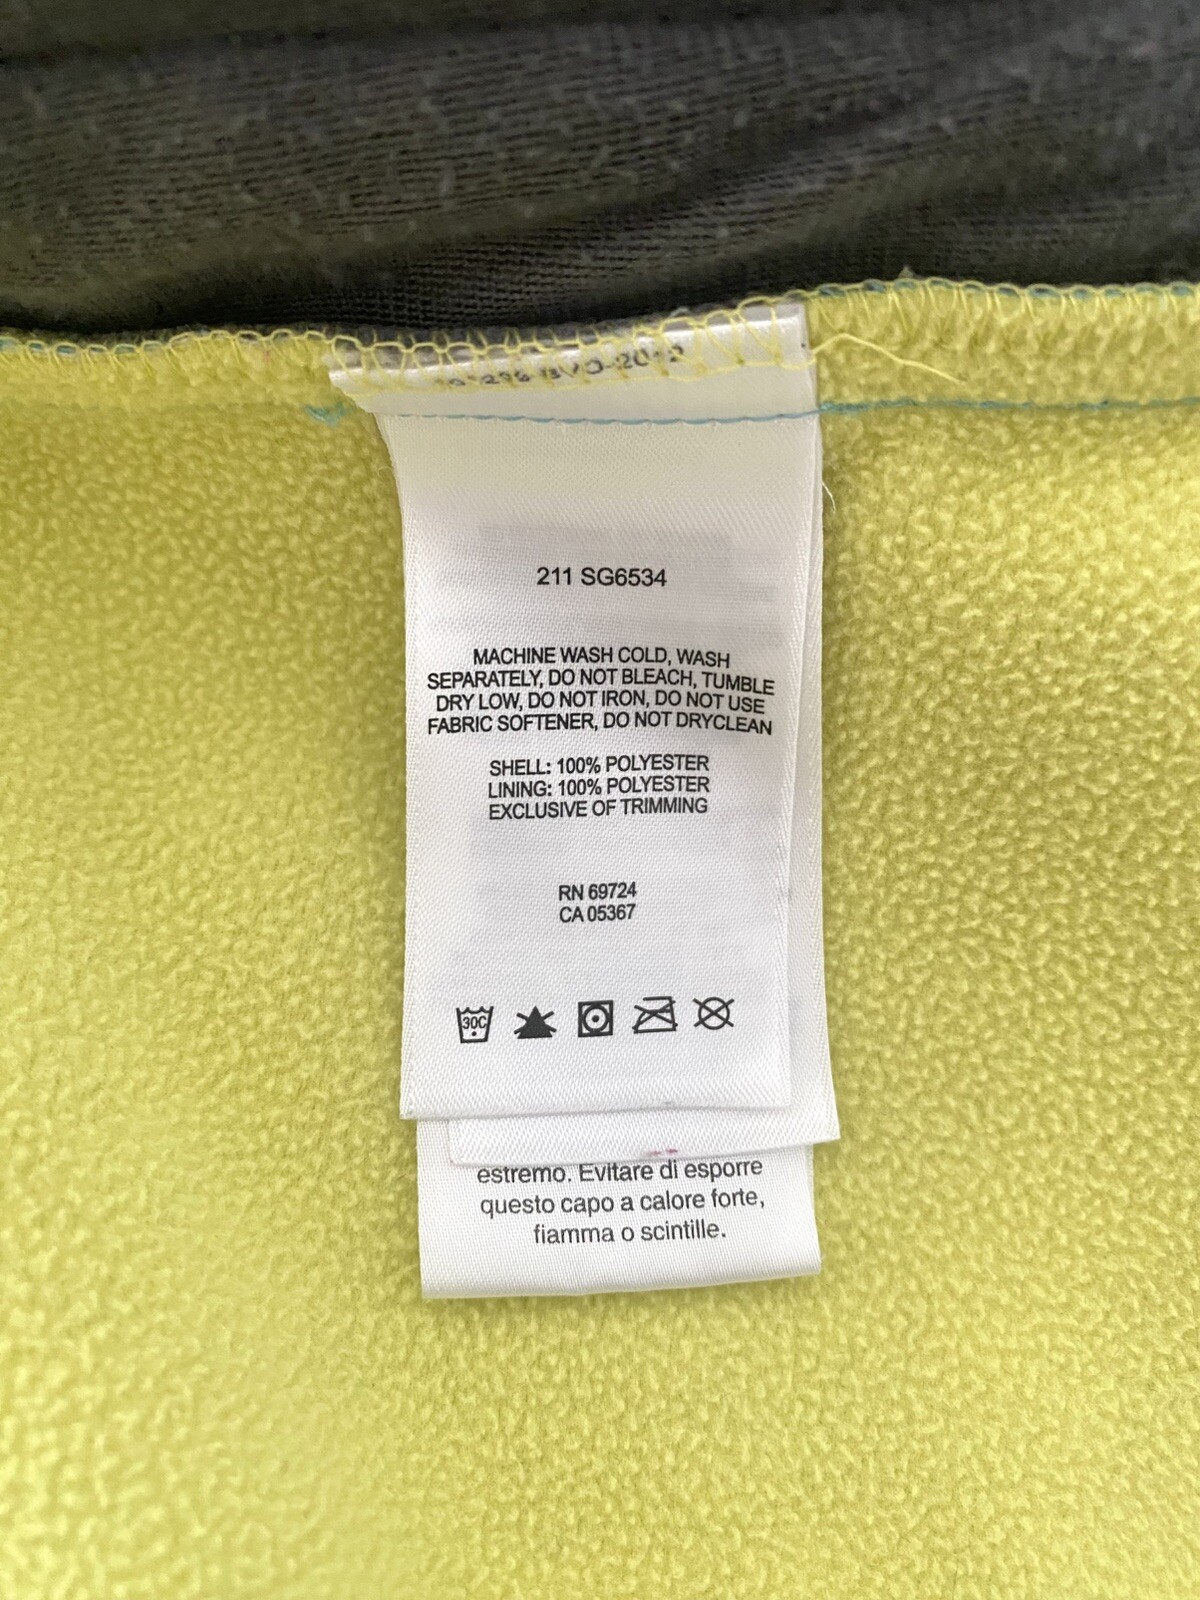 211 SG6534
MACHINE WASH COLD, WASH
SEPARATELY, DO NOT BLEACH, TUMBLE
DRY LOW, DO NOT IRON, DO NOT USE
FABRIC SOFTENER, DO NOT DRYCLEAN
SHELL: 100% POLYESTER
LINING: 100% POLYESTER
EXCLUSIVE OF TRIMMING
RN 69724
CA 05367
30C
estremo. Evitare di esporre
questo capo a calore forte,
fiamma o scintille.